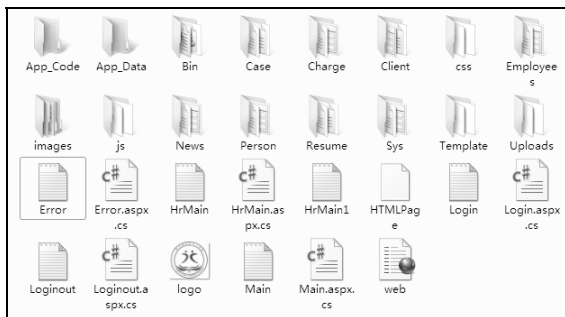 App_Code App_Data Bin Case Charge Client css Employee
s
images js News Person Resume Sys Template Uploads
Error Error.aspx HrMain HrMain.as HrMain1 HTMLPag Login Login.aspx
.cs px.cs e .cs
Loginout Loginout.a logo Main Main.aspx. web
spx.cs cs